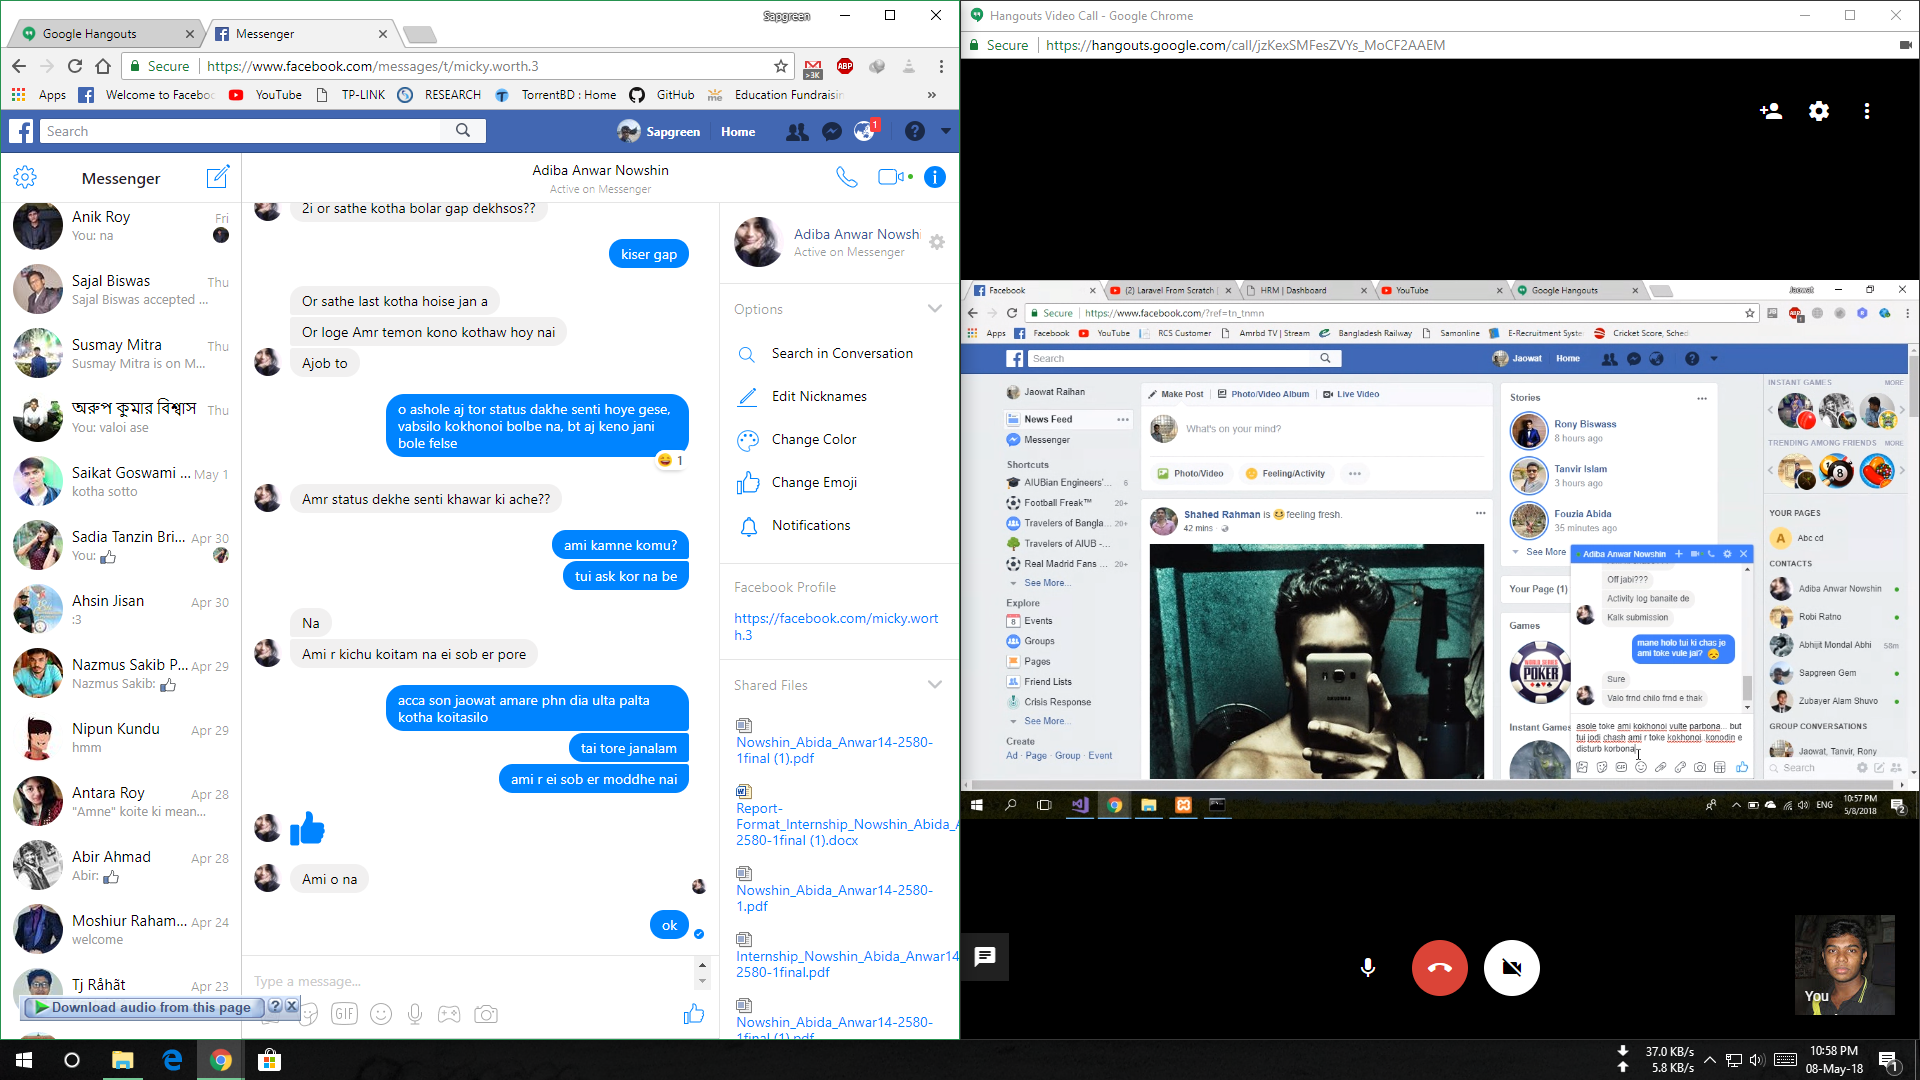 Sapgreen
Google Hangouts
Messenger
Secure
https://www.facebook.com/messages/t/micky.worth.3
>3K
ABP
Apps
Welcome to Faceboo
YouTube
TP-LINK
RESEARCH
TorrentBD : Home
GitHub
Education Fundraisin
»
Search
Sapgreen
Home
1
Messenger
Anik Roy
Fri
You: na
Sajal Biswas
Thu
Sajal Biswas accepted ...
Susmay Mitra
Thu
Susmay Mitra is on M...
অরুপ কুমার বিশ্বাস
Thu
You: valoi ase
Saikat Goswami ...
May 1
kotha sotto
Sadia Tanzin Bri...
Apr 30
You:
Ahsin Jisan
Apr 30
:3
Nazmus Sakib P...
Apr 29
Nazmus Sakib:
Nipun Kundu
Apr 29
hmm
Antara Roy
Apr 28
"Amne" koite ki mean...
Abir Ahmad
Apr 28
Abir:
Moshiur Raham...
Apr 24
welcome
Tj Råhât
Apr 23
Download audio from this page
Adiba Anwar Nowshin
Active on Messenger
2i or sathe kotha bolar gap dekhsos??
kiser gap
Or sathe last kotha hoise jan a
Or loge Amr temon kono kothaw hoy nai
Ajob to
o ashole aj tor status dakhe senti hoye gese,
vabsilo kokhonoi bolbe na, bt aj keno jani
bole felse
1
Amr status dekhe senti khawar ki ache??
ami kamne komu?
tui ask kor na be
Na
Ami r kichu koitam na ei sob er pore
acca son jaowat amare phn dia ulta palta
kotha koitasilo
tai tore janalam
ami r ei sob er moddhe nai
Ami o na
ok
Type a message...
GIF
Adiba Anwar Nowshi
Active on Messenger
Options
Search in Conversation
Edit Nicknames
Change Color
Change Emoji
Notifications
Facebook Profile
https://facebook.com/micky.wort
h.3
Shared Files
Nowshin_Abida_Anwar14-2580-
1final (1).pdf
Report-
Format_Internship_Nowshin_Abida_A
2580-1final (1).docx
Nowshin_Abida_Anwar14-2580-
1.pdf
Internship_Nowshin_Abida_Anwar14
2580-1final.pdf
Nowshin_Abida_Anwar14-2580-
1final (1).pdf
Hangouts Video Call - Google Chrome
Secure
https://hangouts.google.com/call/jzKexSMFesZVYs_MoCF2AAEM
Facebook
(2) Laravel From Scratch
HRM | Dashboard
YouTube
Google Hangouts
Jaowat
Secure
https://www.facebook.com/?ref=tn_tnmn
Apps
Facebook
YouTube
RCS Customer
Amrbd TV | Stream
Bangladesh Railway
Samonline
E-Recruitment Syste
Cricket Score, Sched
Search
Jaowat
Home
Jaowat Raihan
News Feed
Messenger
Shortcuts
AIUBian Engineers'...
6
Football Freak™
20+
Travelers of Bangla...
20+
Travelers of AIUB -...
Real Madrid Fans ...
20+
See More...
Explore
Events
Groups
Pages
Friend Lists
Crisis Response
See More...
Create
Ad · Page · Group · Event
Make Post
Photo/Video Album
Live Video
What's on your mind?
Photo/Video
Feeling/Activity
Shahed Rahman is feeling fresh.
42 mins ·
Stories
Rony Biswass
8 hours ago
Tanvir Islam
3 hours ago
Fouzia Abida
35 minutes ago
See More
Your Page (1)
Games
WORLD SERIES
POKER
Instant Games
Adiba Anwar Nowshin
Off jabi???
Activity log banaite de
Kalk submission
mane holo tui ki chas je
ami toke vule jai?
Sure
Valo frnd chilo frnd e thak
asole toke ami kokhonoi vulte parbona... but
tui jodi chash ami r toke kokhonoi, konodin e
disturb korbona
INSTANT GAMES
MORE
TRENDING AMONG FRIENDS
MORE
YOUR PAGES
A
Abc cd
CONTACTS
Adiba Anwar Nowshin
Robi Ratno
Abhijit Mondal Abhi
58m
Sapgreen Gem
Zubayer Alam Shuvo
GROUP CONVERSATIONS
Jaowat, Tanvir, Rony
Search
ENG
10:57 PM
5/8/2018
2
You
37.0 KB/s
5.8 KB/s
10:58 PM
08-May-18
1